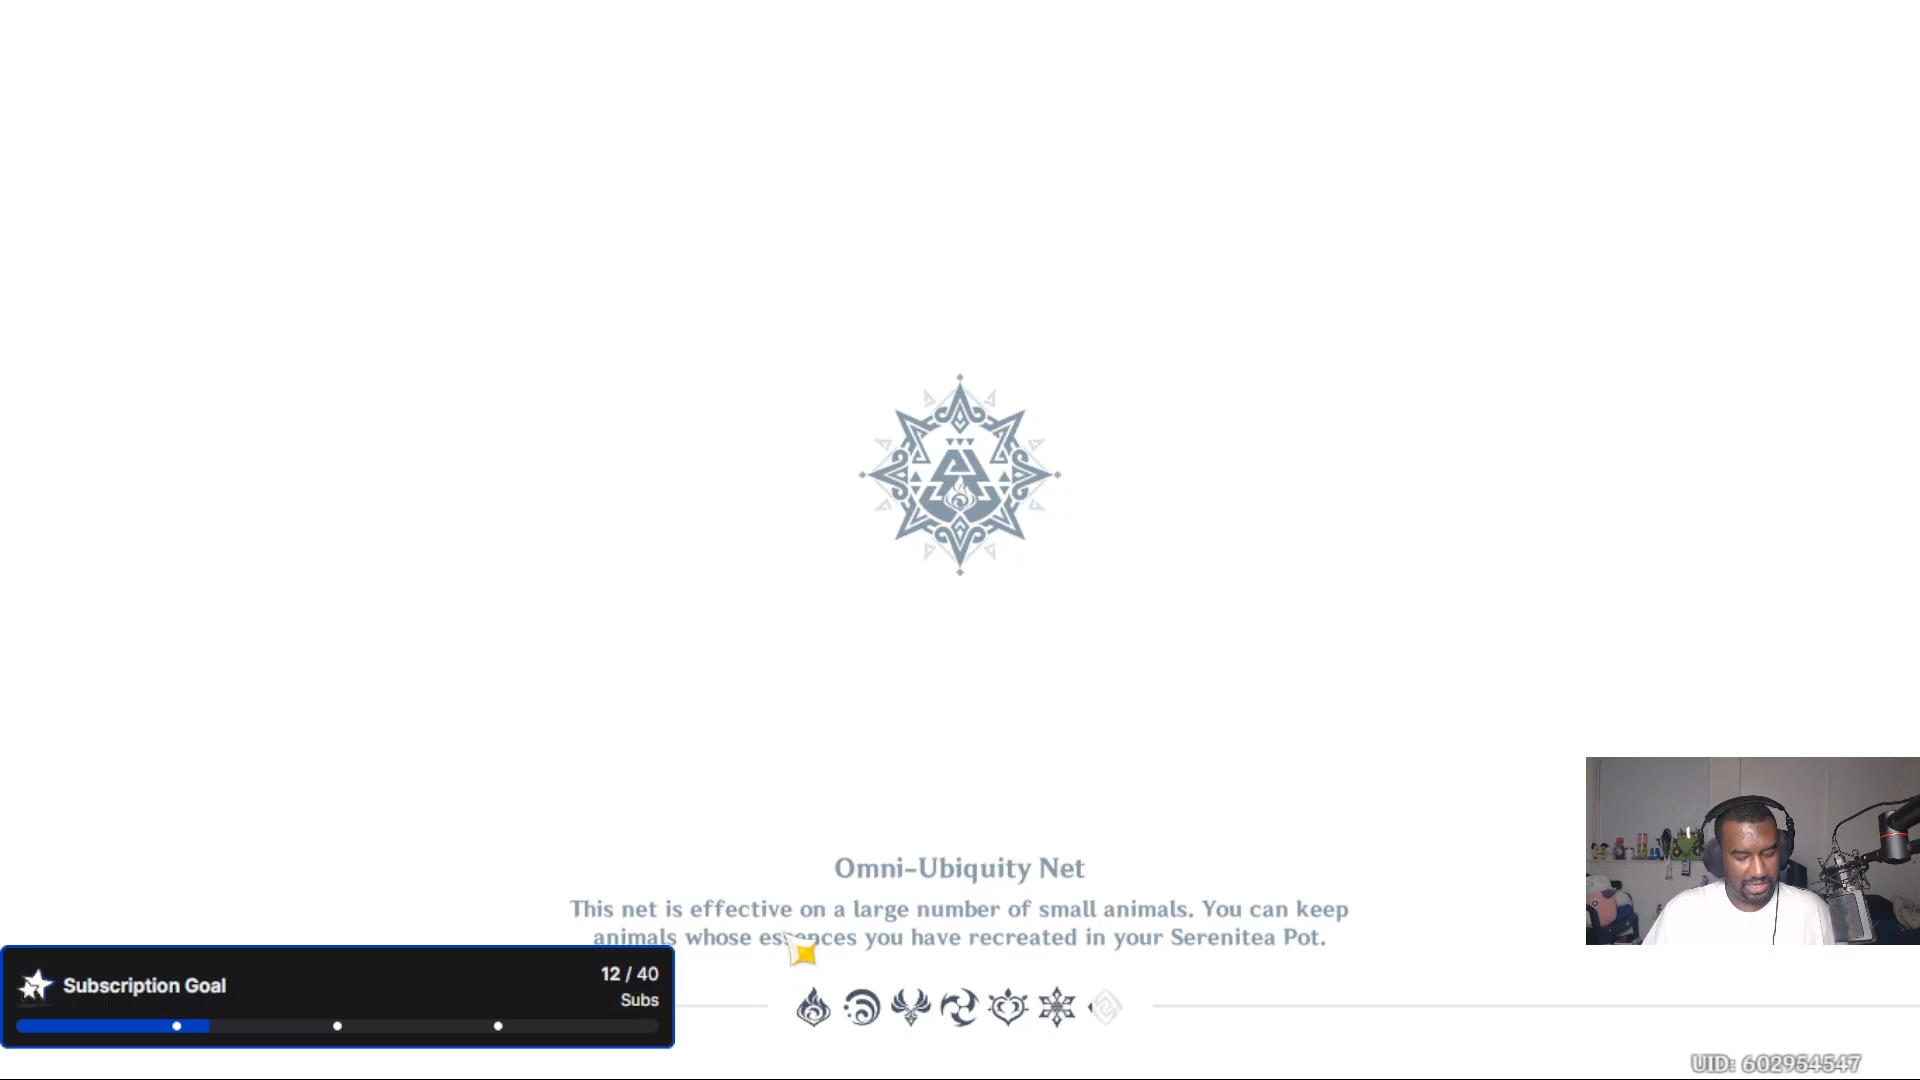 Omni-Ubiquity Net
This net is effective on a large number of small animals. You can keep
animals whose essences you have recreated in your Serenitea Pot.
Subscription Goal
12 / 40
Subs
UID: 602954547